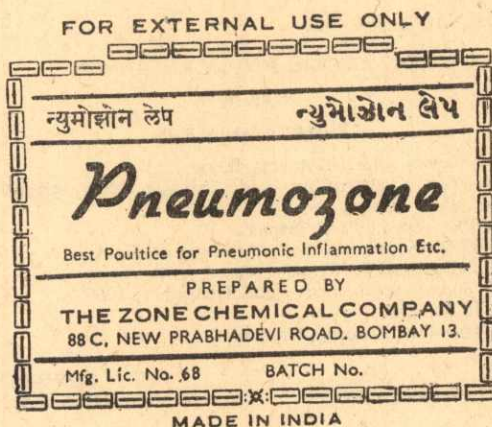 FOR EXTERNAL USE ONLY
न्युमोझोन लेप ન્યુમોઝોન લેપ
Pneumozone
Best Poultice for Pneumonic Inflammation Etc.
PREPARED BY
THE ZONE CHEMICAL COMPANY
88 C, NEW PRABHADEVI ROAD. BOMBAY 13.
Mfg. Lic. No. 68 BATCH No.
MADE IN INDIA